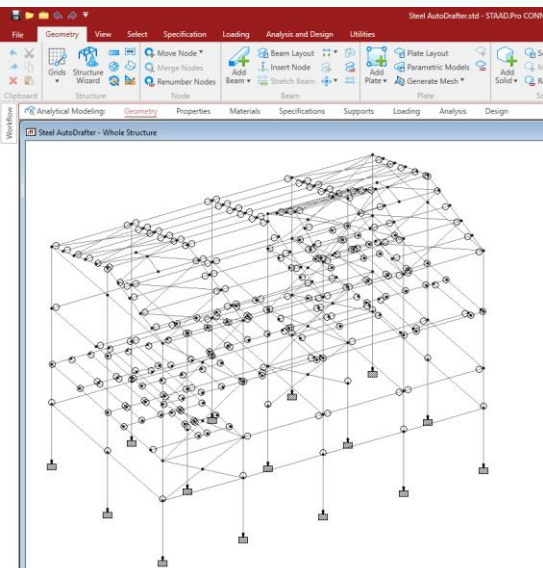 Steel AutoDrafter.std - STAAD.Pro CONN
File Geometry View Select Specification Loading Analysis and Design Utilities
Grids Structure Wizard
Move Node
Merge Nodes
Renumber Nodes
Add Beam
Beam Layout
Insert Node
Stretch Beam
Add Plate
Plate Layout
Parametric Models
Generate Mesh
Add Solid
Clipboard Structure Node Beam Plate
Workflow
Analytical Modeling: Geometry Properties Materials Specifications Supports Loading Analysis Design
Steel AutoDrafter - Whole Structure